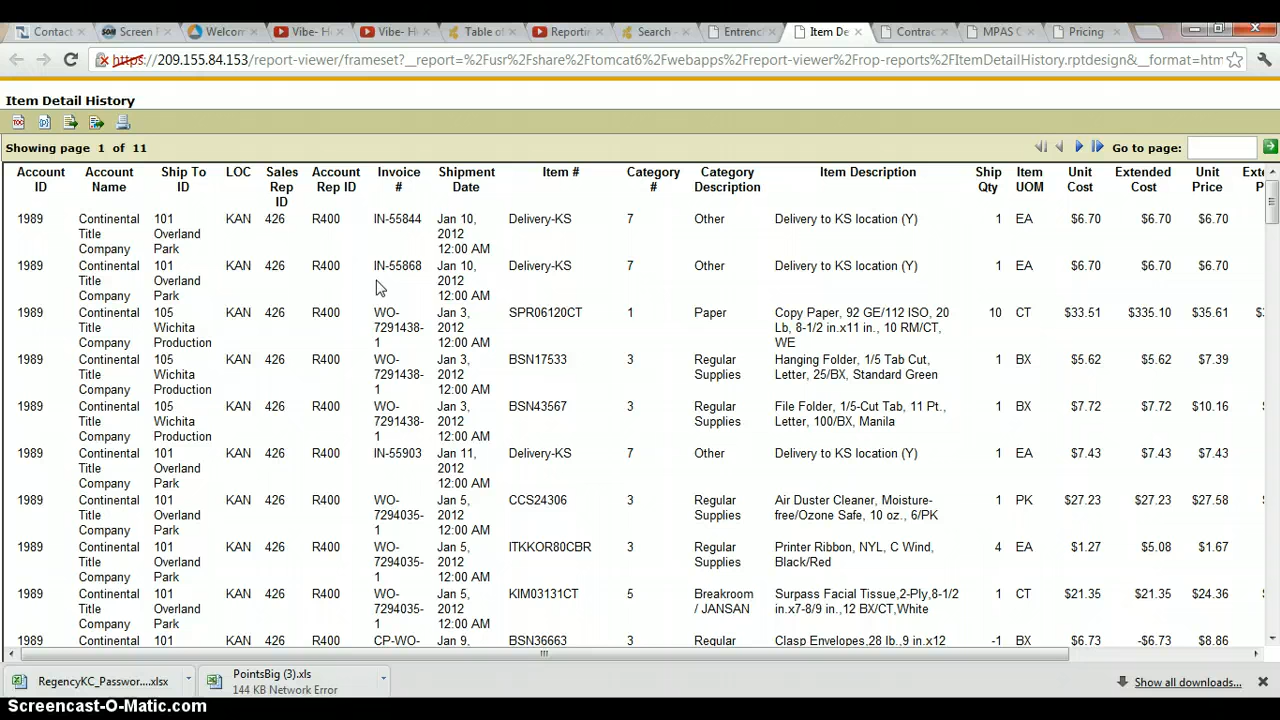 Contact
Screen
Welcom
Vibe- H
Vibe- H
Table of
Reportin
Search -
Entrenc
Item De
Contrac
MPAS C
Pricing
https://209.155.84.153/report-viewer/frameset?__report=%2Fusr%2Fshare%2Ftomcat6%2Fwebapps%2Freport-viewer%2Frop-reports%2FItemDetailHistory.rptdesign&__format=htm
Item Detail History
TOC
Showing page 1 of 11
Go to page:
Account ID Account Name Ship To ID LOC Sales Rep ID Account Rep ID Invoice # Shipment Date Item # Category # Category Description Item Description Ship Qty Item UOM Unit Cost Extended Cost Unit Price Exte P
1989 Continental Title Company 101 Overland Park KAN 426 R400 IN-55844 Jan 10, 2012 12:00 AM Delivery-KS 7 Other Delivery to KS location (Y) 1 EA $6.70 $6.70 $6.70
1989 Continental Title Company 101 Overland Park KAN 426 R400 IN-55868 Jan 10, 2012 12:00 AM Delivery-KS 7 Other Delivery to KS location (Y) 1 EA $6.70 $6.70 $6.70
1989 Continental Title Company 105 Wichita Production KAN 426 R400 WO-7291438-1 Jan 3, 2012 12:00 AM SPR06120CT 1 Paper Copy Paper, 92 GE/112 ISO, 20 Lb, 8-1/2 in.x11 in., 10 RM/CT, WE 10 CT $33.51 $335.10 $35.61
1989 Continental Title Company 105 Wichita Production KAN 426 R400 WO-7291438-1 Jan 3, 2012 12:00 AM BSN17533 3 Regular Supplies Hanging Folder, 1/5 Tab Cut, Letter, 25/BX, Standard Green 1 BX $5.62 $5.62 $7.39
1989 Continental Title Company 105 Wichita Production KAN 426 R400 WO-7291438-1 Jan 3, 2012 12:00 AM BSN43567 3 Regular Supplies File Folder, 1/5-Cut Tab, 11 Pt., Letter, 100/BX, Manila 1 BX $7.72 $7.72 $10.16
1989 Continental Title Company 101 Overland Park KAN 426 R400 IN-55903 Jan 11, 2012 12:00 AM Delivery-KS 7 Other Delivery to KS location (Y) 1 EA $7.43 $7.43 $7.43
1989 Continental Title Company 101 Overland Park KAN 426 R400 WO-7294035-1 Jan 5, 2012 12:00 AM CCS24306 3 Regular Supplies Air Duster Cleaner, Moisture-free/Ozone Safe, 10 oz., 6/PK 1 PK $27.23 $27.23 $27.58
1989 Continental Title Company 101 Overland Park KAN 426 R400 WO-7294035-1 Jan 5, 2012 12:00 AM ITKKOR80CBR 3 Regular Supplies Printer Ribbon, NYL, C Wind, Black/Red 4 EA $1.27 $5.08 $1.67
1989 Continental Title Company 101 Overland Park KAN 426 R400 WO-7294035-1 Jan 5, 2012 12:00 AM KIM03131CT 5 Breakroom / JANSAN Surpass Facial Tissue,2-Ply,8-1/2 in.x7-8/9 in.,12 BX/CT,White 1 CT $21.35 $21.35 $24.36
1989 Continental 101 KAN 426 R400 CP-WO- Jan 9, BSN36663 3 Regular Clasp Envelopes,28 lb.,9 in.x12 -1 BX $6.73 -$6.73 $8.86
RegencyKC_Passwor....xlsx
PointsBig (3).xls
144 KB Network Error
Show all downloads...
Screencast-O-Matic.com